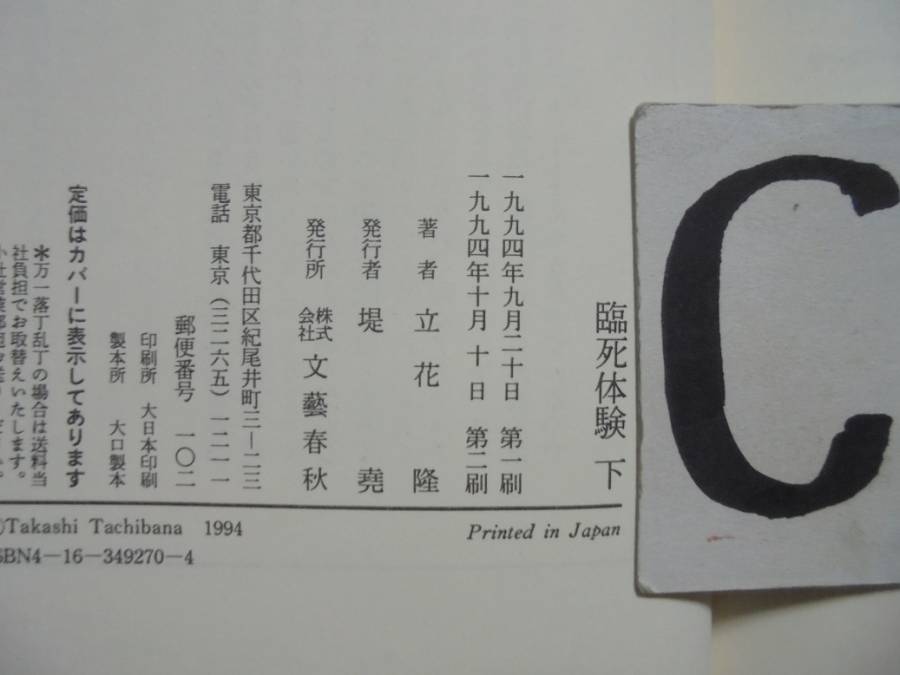 臨死体験 下
一九九四年九月二十日 第一刷
一九九四年十月 十 日 第二刷
著 者 立 花 隆
発行者 堤 堯
発行所 株式会社 文藝春秋
東京都千代田区紀尾井町三―二三
電話 東京(三二六五)一二一一
郵便番号 一〇二
印刷所 大日本印刷
製本所 大口製本
定価はカバーに表示してあります
＊万一落丁乱丁の場合は送料当
社負担でお取替えいたします。
Takashi Tachibana 1994
Printed in Japan
ISBN4-16-349270-4
C